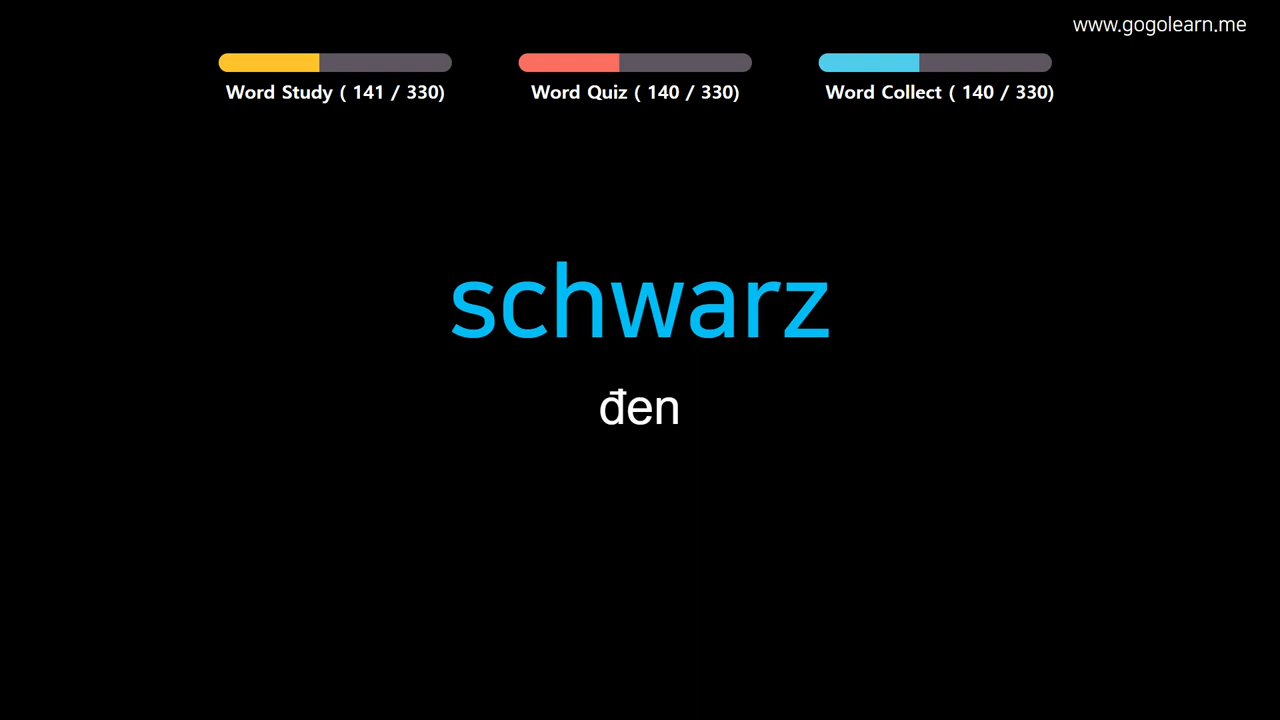 www.gogolearn.me
Word Study ( 141 / 330)
Word Quiz ( 140 / 330)
Word Collect ( 140 / 330)
schwarz
đen